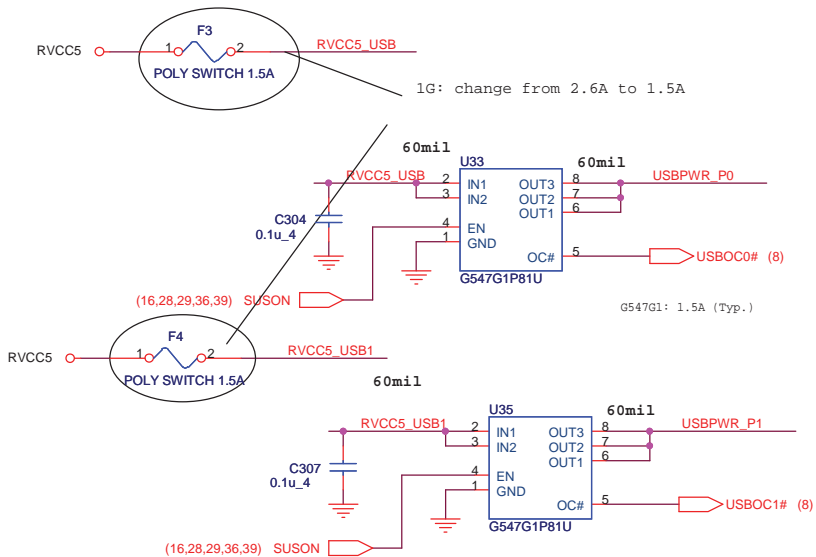 F3
RVCC5 1 2 RVCC5_USB
POLY SWITCH 1.5A
1G: change from 2.6A to 1.5A
60mil U33 60mil
RVCC5_USB 2 IN1 OUT3 8 USBPWR_P0
3 IN2 OUT2 7
OUT1 6
C304
0.1u_4
4 EN
1 GND
OC# 5 USBOC0# (8)
G547G1P81U
(16,28,29,36,39) SUSON
G547G1: 1.5A (Typ.)
F4
RVCC5 1 2 RVCC5_USB1
POLY SWITCH 1.5A
60mil
U35 60mil
RVCC5_USB1 2 IN1 OUT3 8 USBPWR_P1
3 IN2 OUT2 7
OUT1 6
C307
0.1u_4
4 EN
1 GND
OC# 5 USBOC1# (8)
G547G1P81U
(16,28,29,36,39) SUSON